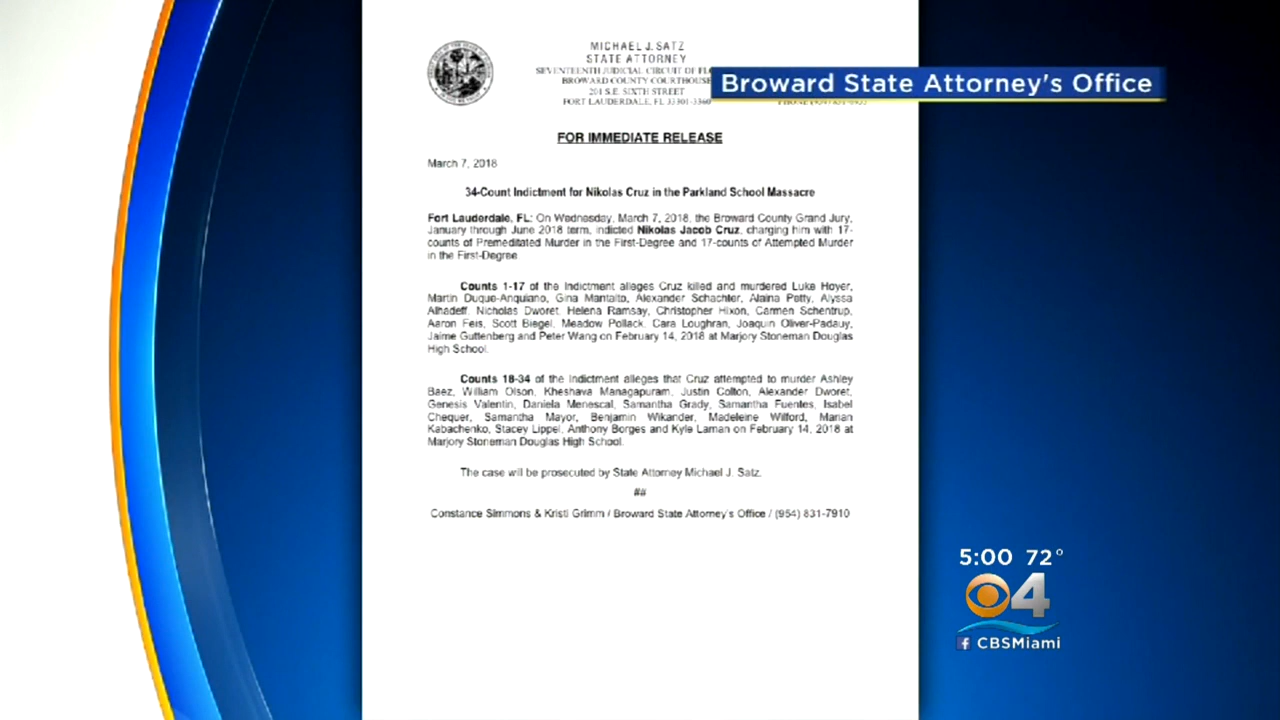 MICHAEL J. SATZ
STATE ATTORNEY
SEVENTEENTH JUDICIAL CIRCUIT OF
BROWARD COUNTY COURTHOUSE
201 S.E. SIXTH STREET
FORT LAUDERDALE, FL 33301-3360
Broward State Attorney's Office
FOR IMMEDIATE RELEASE
March 7, 2018
34-Count Indictment for Nikolas Cruz in the Parkland School Massacre
Fort Lauderdale, FL: On Wednesday, March 7, 2018, the Broward County Grand Jury,
January through June 2018 term, indicted Nikolas Jacob Cruz, charging him with 17-
counts of Premeditated Murder in the First-Degree and 17-counts of Attempted Murder
in the First-Degree
Counts 1-17 of the Indictment alleges Cruz killed and murdered Luke Hoyer,
Martin Duque-Anguiano, Gina Montalto, Alexander Schachter, Alaina Petty, Alyssa
Alhadeff, Nicholas Dworet, Helena Ramsay, Christopher Hixon, Carmen Schentrup,
Aaron Feis, Scott Biegel, Meadow Pollack, Cara Loughran, Joaquin Oliver-Padauy,
Jaime Guttenberg and Peter Wang on February 14, 2018 at Marjory Stoneman Douglas
High School.
Counts 18-34 of the Indictment alleges that Cruz attempted to murder Ashley
Baez, William Olson, Kheshava Managapuram, Justin Colton, Alexander Dworet,
Genesis Valentin, Daniela Menescal, Samantha Grady, Samantha Fuentes, Isabel
Chequer, Samantha Mayor, Benjamin Wikander, Madeleine Wilford, Marian
Kabachenko, Stacey Lippel, Anthony Borges and Kyle Laman on February 14, 2018 at
Marjory Stoneman Douglas High School.
The case will be prosecuted by State Attorney Michael J. Satz.
##
Constance Simmons & Kristi Grimm / Broward State Attorney's Office / (954) 831-7910
5:00 72°
4
CBSMiami